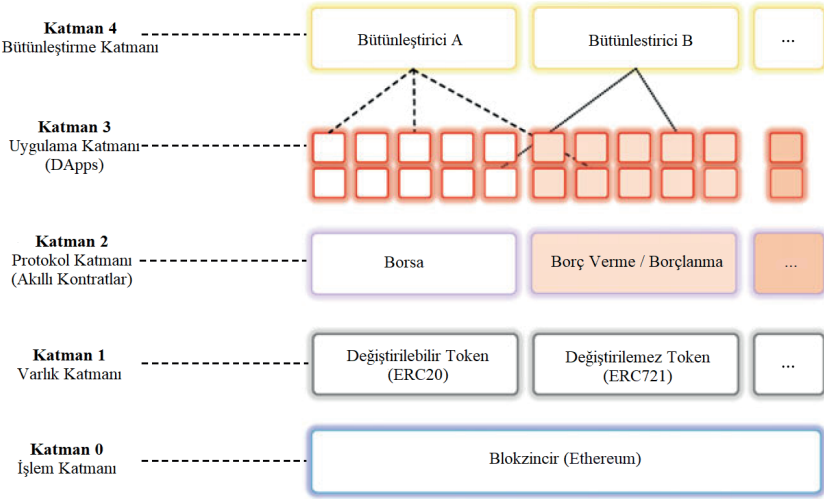 Katman 4
Bütünleştirme Katmanı
Bütünleştirici A
Bütünlestirici B
...
Katman 3
Uygulama Katmanı
(DApps)
Katman 2
Protokol Katmanı
(Akıllı Kontratlar)
Borsa
Borç Verme / Borçlanma
...
Katman 1
Varlık Katmanı
Değiştirilebilir Token
(ERC20)
Değiştirilemez Token
(ERC721)
...
Katman 0
İşlem Katmanı
Blokzincir (Ethereum)